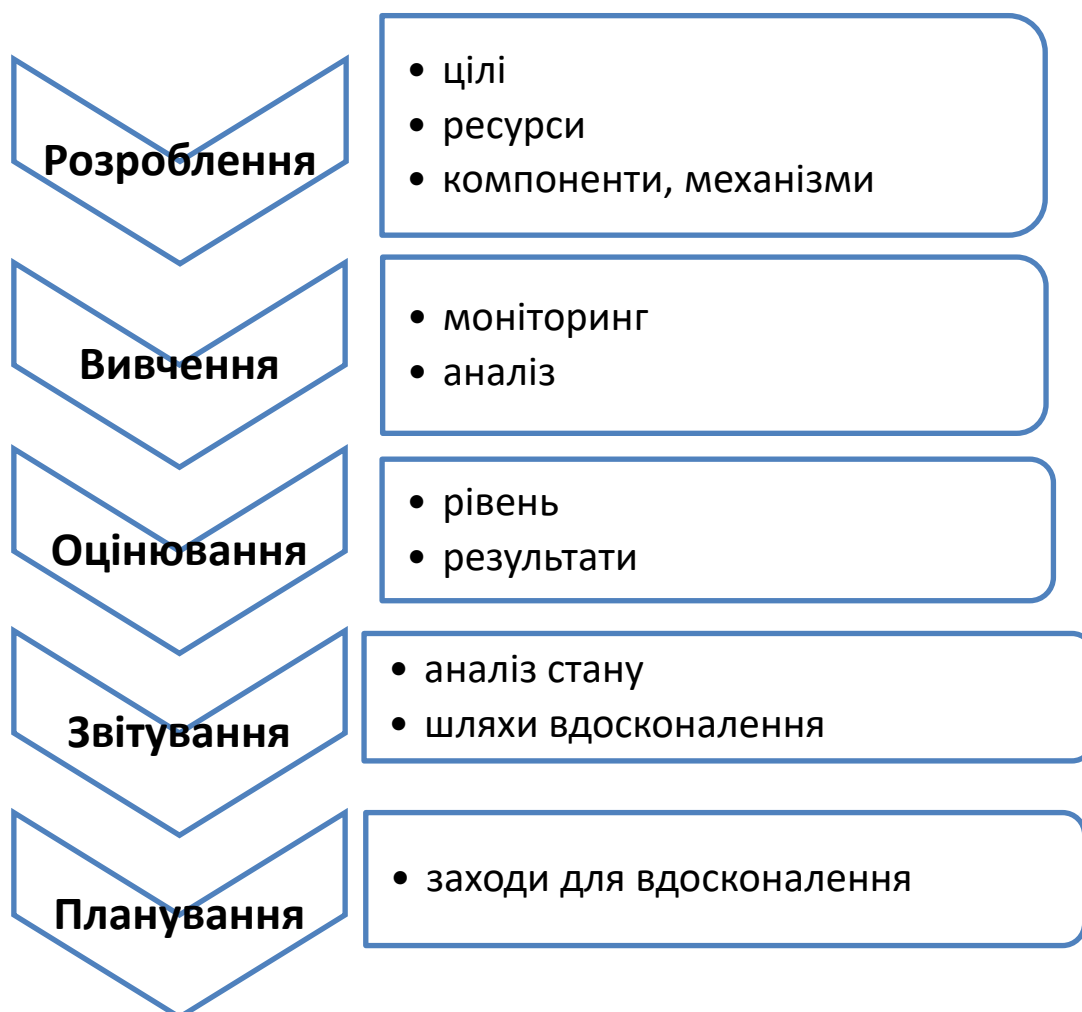 Розроблення
• цілі
• ресурси
• компоненти, механізми
Вивчення
• моніторинг
• аналіз
Оцінювання
• рівень
• результати
Звітування
• аналіз стану
• шляхи вдосконалення
Планування
• заходи для вдосконалення